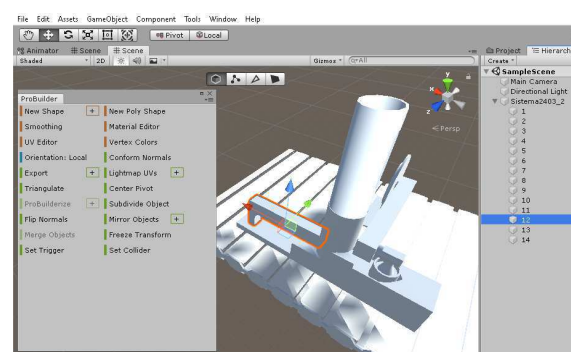 File Edit Assets GameObject Component Tools Window Help
Pivot Local
Animator Scene Scene Project Hierarch
Shaded 2D Gizmos All Create
SampleScene
Main Camera
Directional Light
Sistema2403_2
y
x
z
Persp
ProBuilder
New Shape + New Poly Shape
Smoothing Material Editor
UV Editor Vertex Colors
Orientation: Local Conform Normals
Export + Lightmap UVs +
Triangulate Center Pivot
ProBuilderize + Subdivide Object
Flip Normals Mirror Objects +
Merge Objects Freeze Transform
Set Trigger Set Collider
1
2
3
4
5
6
7
8
9
10
11
12
13
14